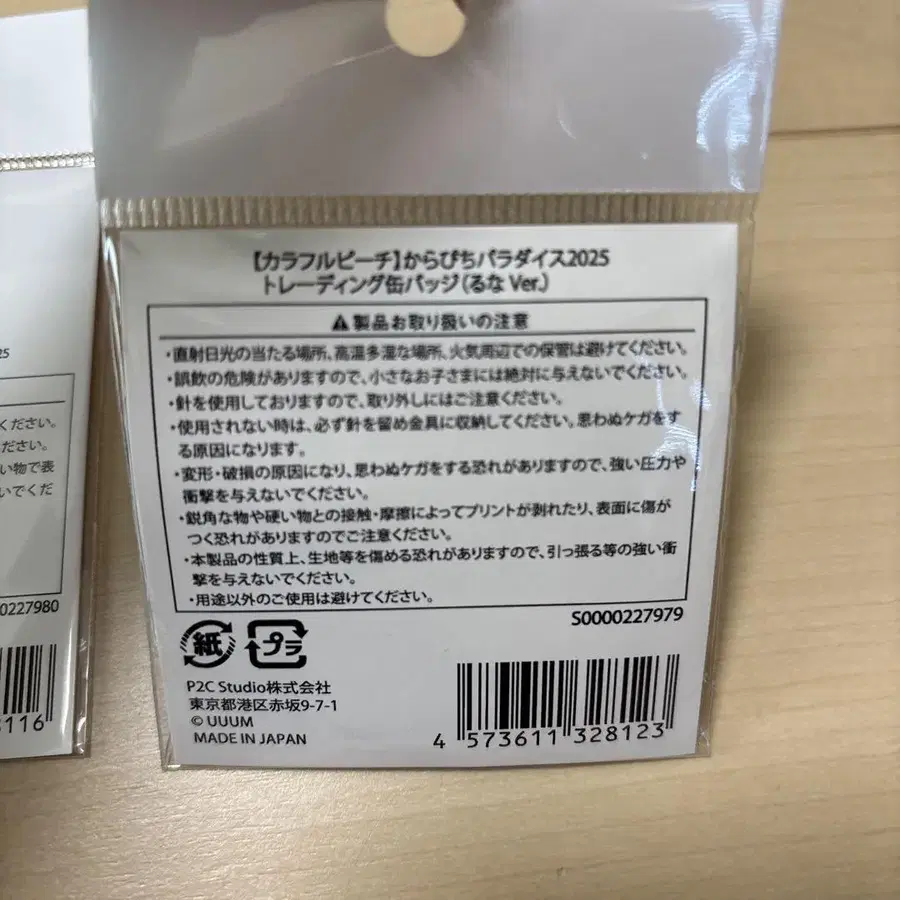 【カラフルピーチ】からぴちパラダイス2025
トレーディング缶バッジ（るな Ver.）
⚠製品お取り扱いの注意
・直射日光の当たる場所、高温多湿な場所、火気周辺での保管は避けてください。
・誤飲の危険がありますので、小さなお子さまには絶対に与えないでください。
・針を使用しておりますので、取り外しにはご注意ください。
・使用されない時は、必ず針を留め金具に収納してください。思わぬケガをす
る原因になります。
・変形・破損の原因になり、思わぬケガをする恐れがありますので、強い圧力や
衝撃を与えないでください。
・鋭角な物や硬い物との接触・摩擦によってプリントが剥れたり、表面に傷が
つく恐れがありますのでご注意ください。
・本製品の性質上、生地等を傷める恐れがありますので、引っ張る等の強い衝
撃を与えないでください。
・用途以外のご使用は避けてください。
S0000227979
紙
プラ
P2C Studio株式会社
東京都港区赤坂9-7-1
© UUUM
MADE IN JAPAN
4 573611 328123
25
ください。
ださい。
い物で表
いでくだ
0227980
8116